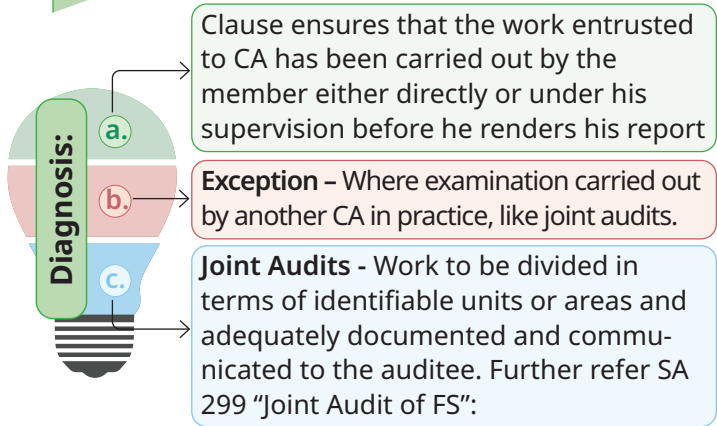 Diagnosis:
a.
Clause ensures that the work entrusted
to CA has been carried out by the
member either directly or under his
supervision before he renders his report
b.
Exception – Where examination carried out
by another CA in practice, like joint audits.
c.
Joint Audits - Work to be divided in
terms of identifiable units or areas and
adequately documented and commu-
nicated to the auditee. Further refer SA
299 “Joint Audit of FS”: